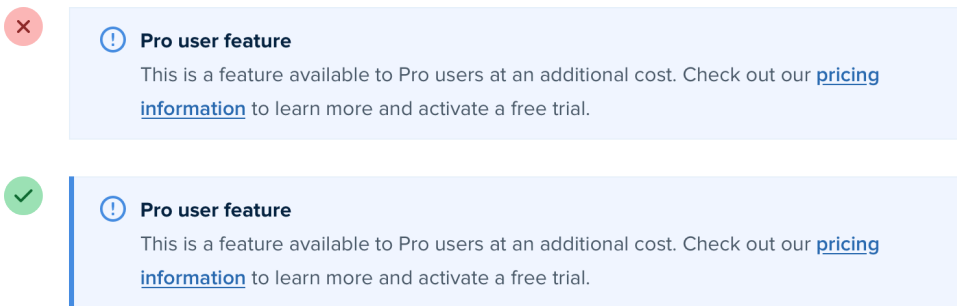 Pro user feature
This is a feature available to Pro users at an additional cost. Check out our pricing
information to learn more and activate a free trial.
Pro user feature
This is a feature available to Pro users at an additional cost. Check out our pricing
information to learn more and activate a free trial.